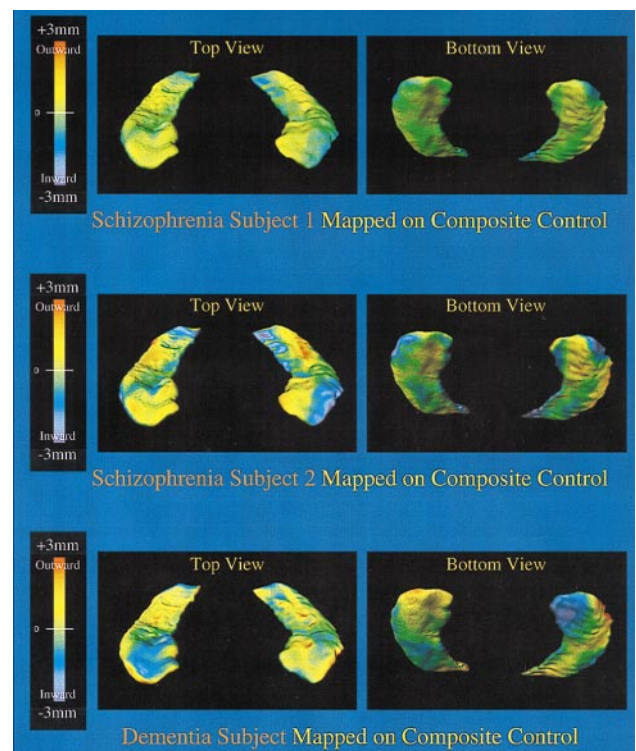 +3mm
Outward
0
Inward
-3mm
Top View
Bottom View
Schizophrenia Subject 1 Mapped on Composite Control
+3mm
Outward
0
Inward
-3mm
Top View
Bottom View
Schizophrenia Subject 2 Mapped on Composite Control
+3mm
Outward
0
Inward
-3mm
Top View
Bottom View
Dementia Subject Mapped on Composite Control